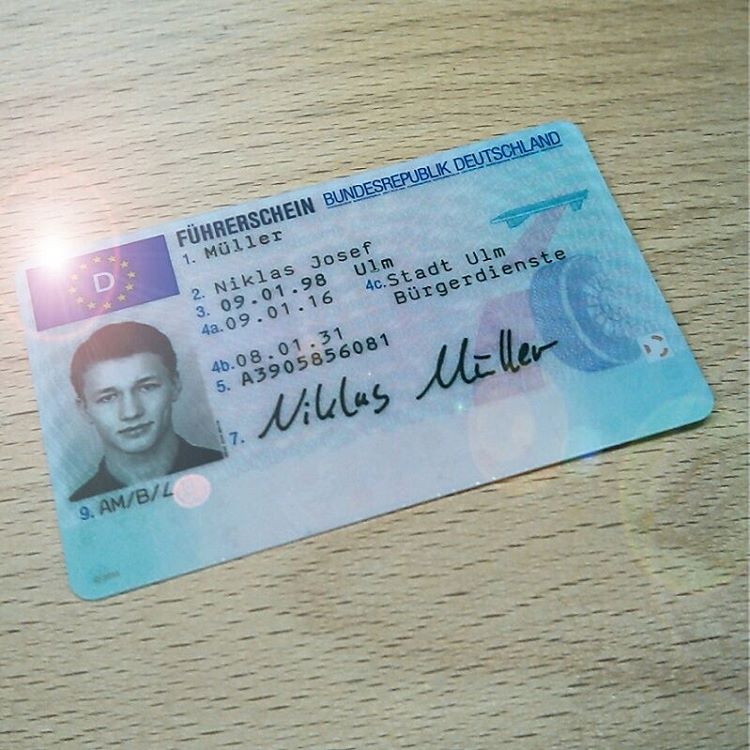 FÜHRERSCHEIN BUNDESREPUBLIK DEUTSCHLAND
D
1. Müller
2. Niklas Josef
3. 09.01.98 Ulm
4a. 09.01.16 4c. Stadt Ulm
Bürgerdienste
4b. 08.01.31
5. A3905856081
7. Niklas Müller
9. AM/B/L